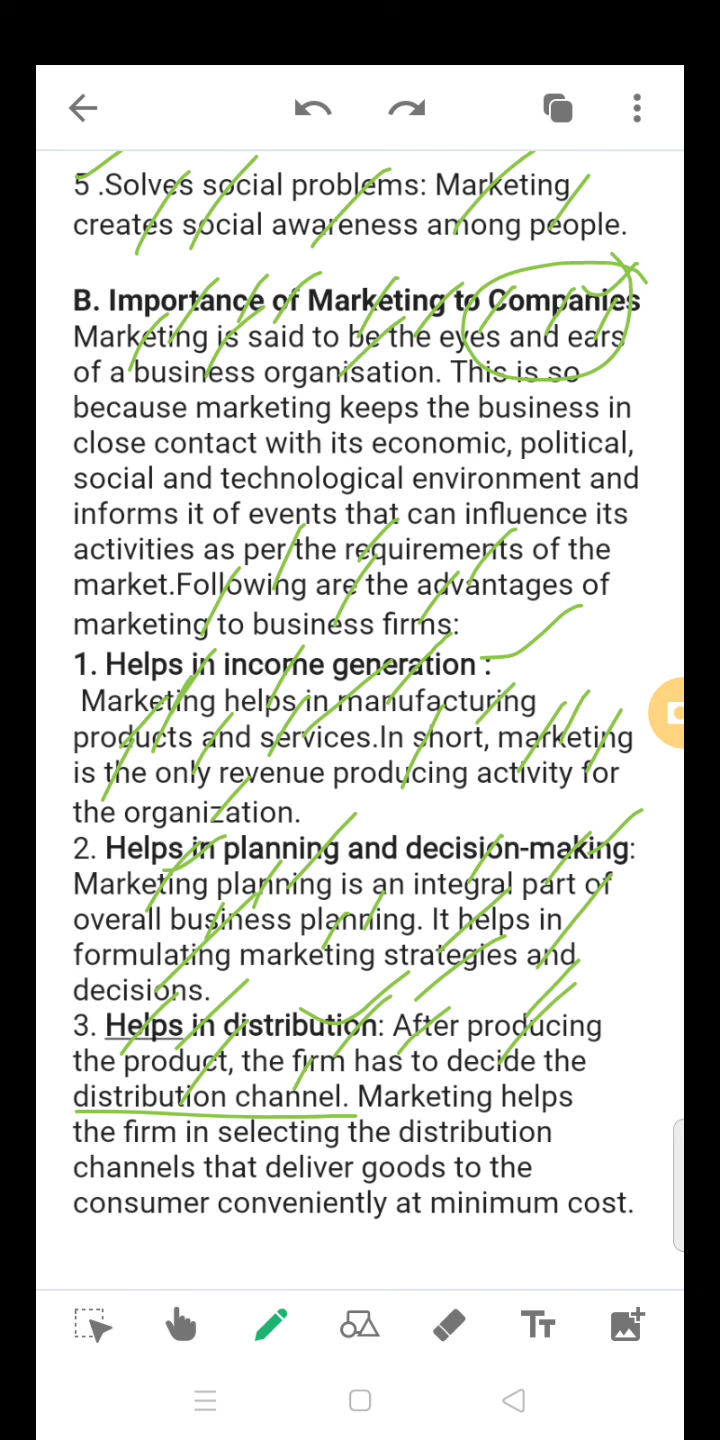 5 .Solves social problems: Marketing
creates social awareness among people.
B. Importance of Marketing to Companies
Marketing is said to be the eyes and ears
of a business organisation. This is so
because marketing keeps the business in
close contact with its economic, political,
social and technological environment and
informs it of events that can influence its
activities as per the requirements of the
market.Following are the advantages of
marketing to business firms:
1. Helps in income generation :
Marketing helps in manufacturing
products and services.In short, marketing
is the only revenue producing activity for
the organization.
2. Helps in planning and decision-making:
Marketing planning is an integral part of
overall business planning. It helps in
formulating marketing strategies and
decisions.
3. Helps in distribution: After producing
the product, the firm has to decide the
distribution channel. Marketing helps
the firm in selecting the distribution
channels that deliver goods to the
consumer conveniently at minimum cost.
TT